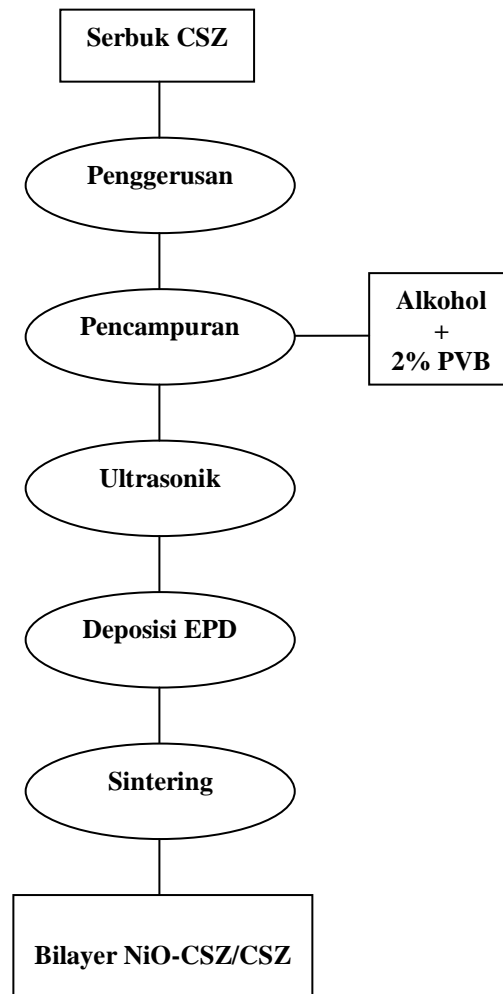 Serbuk CSZ
Penggerusan
Pencampuran
Alkohol
+
2% PVB
Ultrasonik
Deposisi EPD
Sintering
Bilayer NiO-CSZ/CSZ